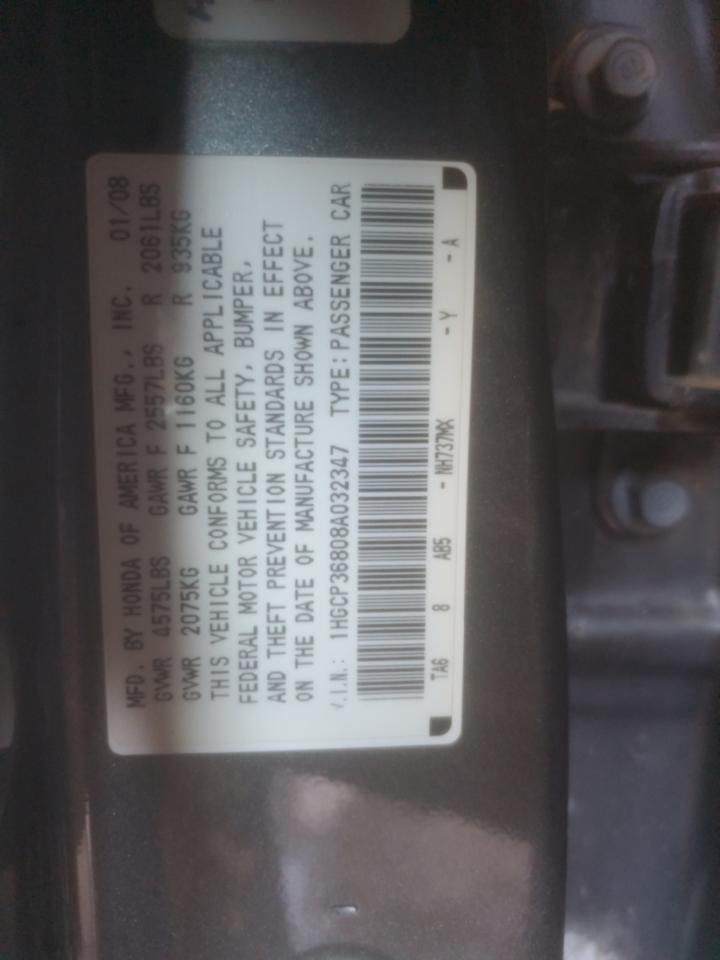 MFD. BY HONDA OF AMERICA MFG., INC. 01/08
GVWR 4575LBS GAWR F 2557LBS R 2061LBS
GVWR 2075KG GAWR F 1160KG R 935KG
THIS VEHICLE CONFORMS TO ALL APPLICABLE
FEDERAL MOTOR VEHICLE SAFETY, BUMPER,
AND THEFT PREVENTION STANDARDS IN EFFECT
ON THE DATE OF MANUFACTURE SHOWN ABOVE.
V.I.N.: 1HGCP36808A032347 TYPE: PASSENGER CAR
TA6 8 AB5 - NH737MX - Y - A